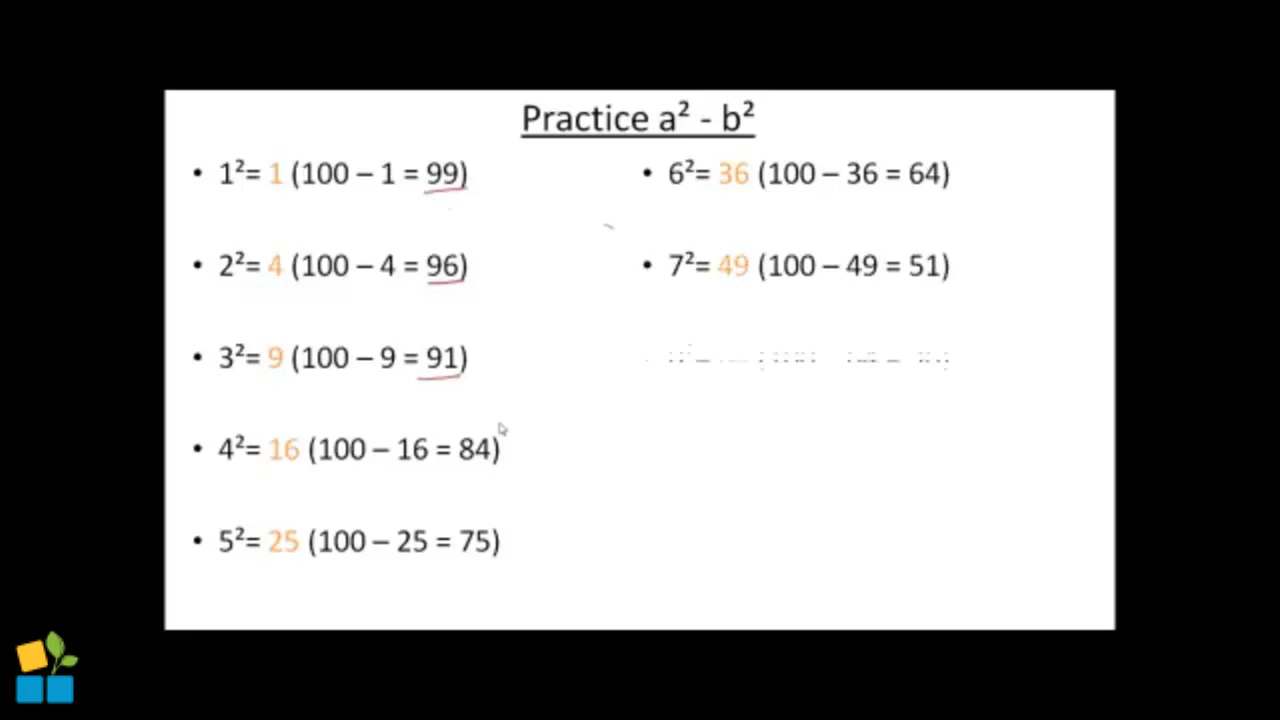 Practice a² - b²
• 1²= 1 (100 – 1 = 99)
• 2²= 4 (100 – 4 = 96)
• 3²= 9 (100 – 9 = 91)
• 4²= 16 (100 – 16 = 84)
• 5²= 25 (100 – 25 = 75)
• 6²= 36 (100 – 36 = 64)
• 7²= 49 (100 – 49 = 51)